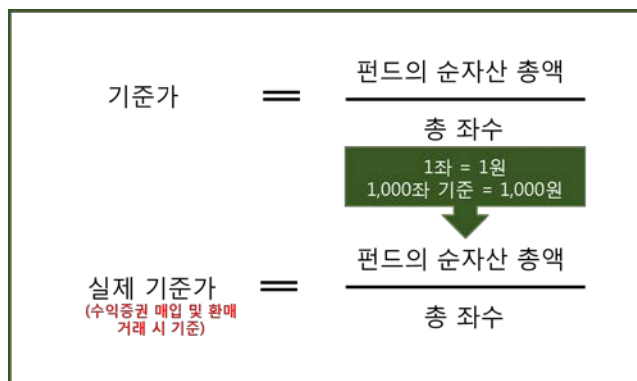 기준가
=
펀드의 순자산 총액
총 좌수
1좌 = 1원
1,000좌 기준 = 1,000원
실제 기준가
(수익증권 매입 및 환매
거래 시 기준)
=
펀드의 순자산 총액
총 좌수